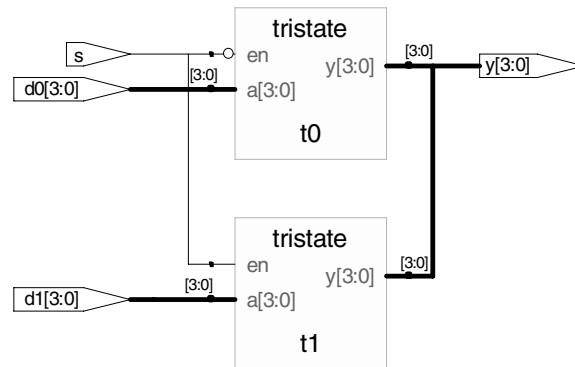 tristate
s
en
[3:0]
[3:0]
y[3:0]
y[3:0]
d0[3:0]
a[3:0]
t0
tristate
en
[3:0]
y[3:0]
[3:0]
d1[3:0]
a[3:0]
t1